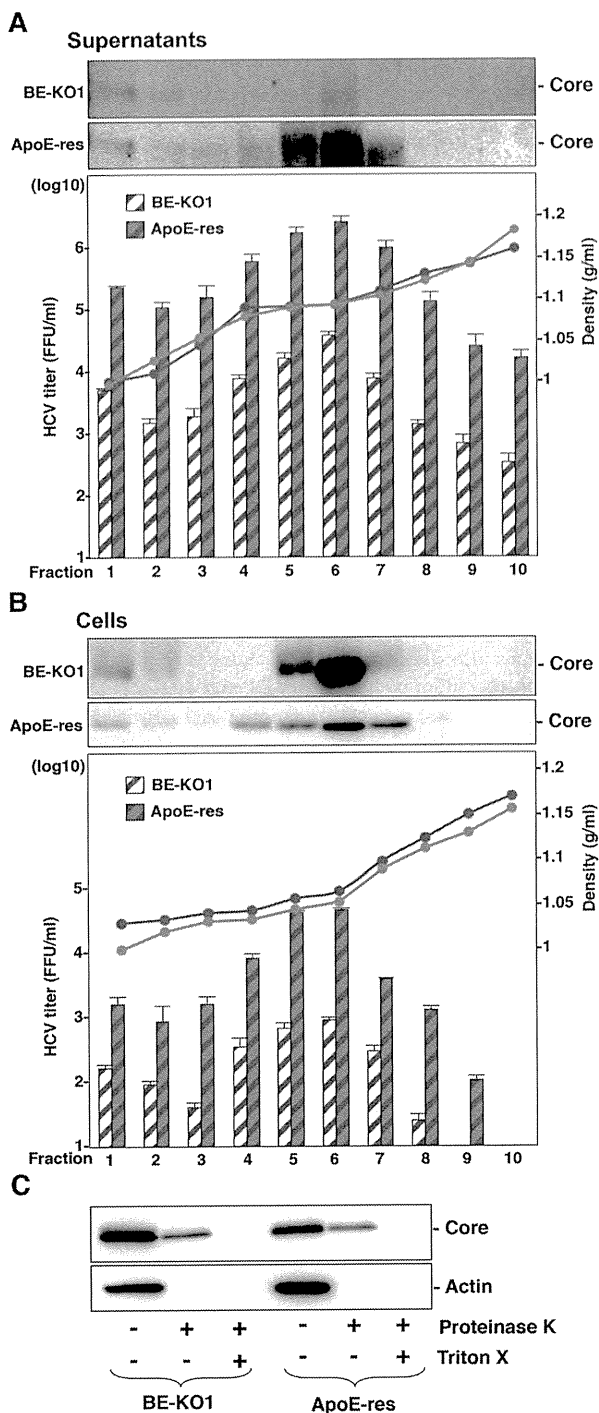 A
Supernatants
BE-KO1 - Core
ApoE-res - Core
(log10)
BE-KO1
ApoE-res
6
5
4
3
2
1
HCV titer (FFU/ml)
1.2
1.15
1.1
1.05
1
Density (g/ml)
Fraction 1 2 3 4 5 6 7 8 9 10
B
Cells
BE-KO1 - Core
ApoE-res - Core
(log10)
BE-KO1
ApoE-res
5
4
3
2
1
HCV titer (FFU/ml)
1.2
1.15
1.1
1.05
1
Density (g/ml)
Fraction 1 2 3 4 5 6 7 8 9 10
C
- Core
- Actin
- + + - + + Proteinase K
- - + - - + Triton X
BE-KO1 ApoE-res